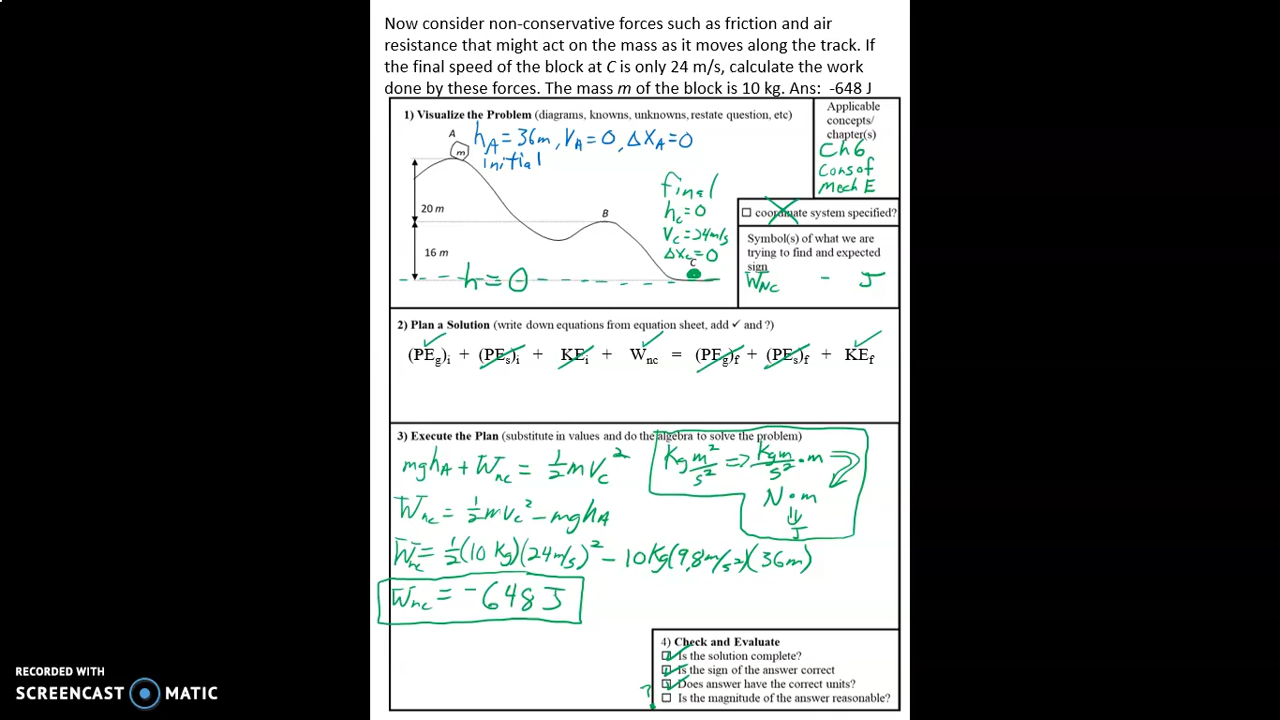 Now consider non-conservative forces such as friction and air
resistance that might act on the mass as it moves along the track. If
the final speed of the block at C is only 24 m/s, calculate the work
done by these forces. The mass m of the block is 10 kg. Ans: -648 J
1) Visualize the Problem (diagrams, knowns, unknowns, restate question, etc)
Applicable
concepts/
chapter(s)
Ch 6
Cons of
Mech E
A
m
hA = 36m, VA = 0, ΔXA = 0
initial
final
hc = 0
Vc = 24m/s
ΔXc = 0
20 m
B
C
16 m
h = 0
☐ coordinate system specified?
Symbol(s) of what we are
trying to find and expected
sign
WNC - J
2) Plan a Solution (write down equations from equation sheet, add ✓ and ?)
(PEg)i + (PEs)i + KEi + Wnc = (PEg)f + (PEs)f + KEf
3) Execute the Plan (substitute in values and do the algebra to solve the problem)
mghA + Wnc = 1/2 m Vc²
Kg m²/s² => Kg m/s² • m
N • m
⇓
J
Wnc = 1/2 m Vc² - mghA
Wnc = 1/2 (10 Kg)(24 m/s)² - 10Kg(9.8m/s²)(36m)
Wnc = -648 J
4) Check and Evaluate
☐ Is the solution complete?
☐ Is the sign of the answer correct
☐ Does answer have the correct units?
? ☐ Is the magnitude of the answer reasonable?
RECORDED WITH
SCREENCAST MATIC